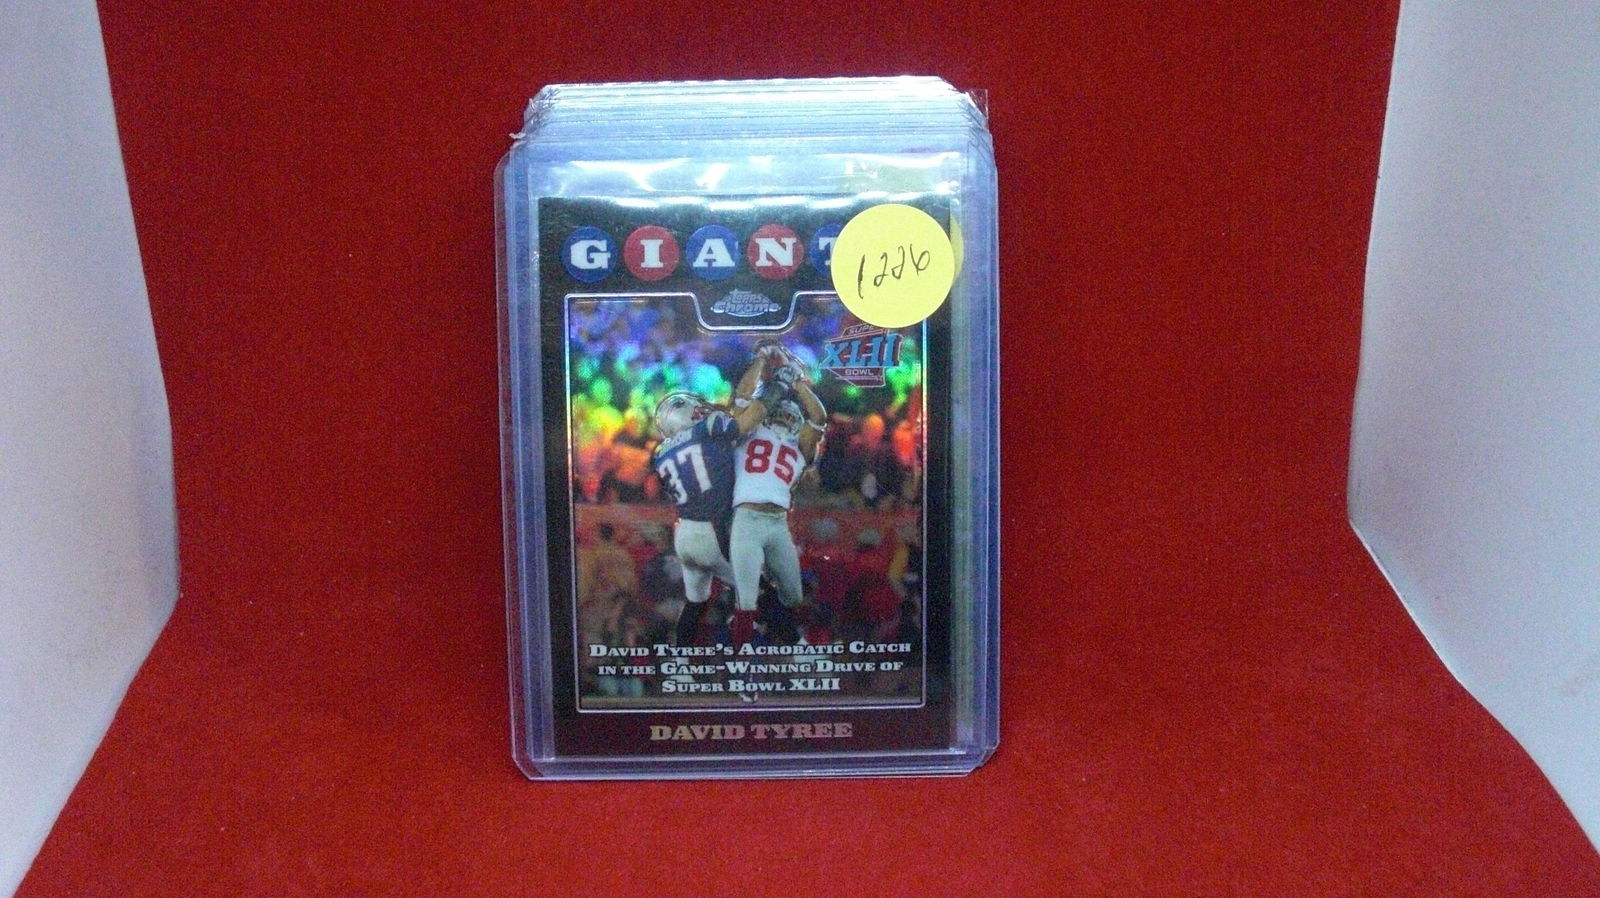 GIANT
1226
Topps
Chrome
SUPER
XLII
BOWL
37
85
DAVID TYREE'S ACROBATIC CATCH
IN THE GAME-WINNING DRIVE OF
SUPER BOWL XLII
DAVID TYREE